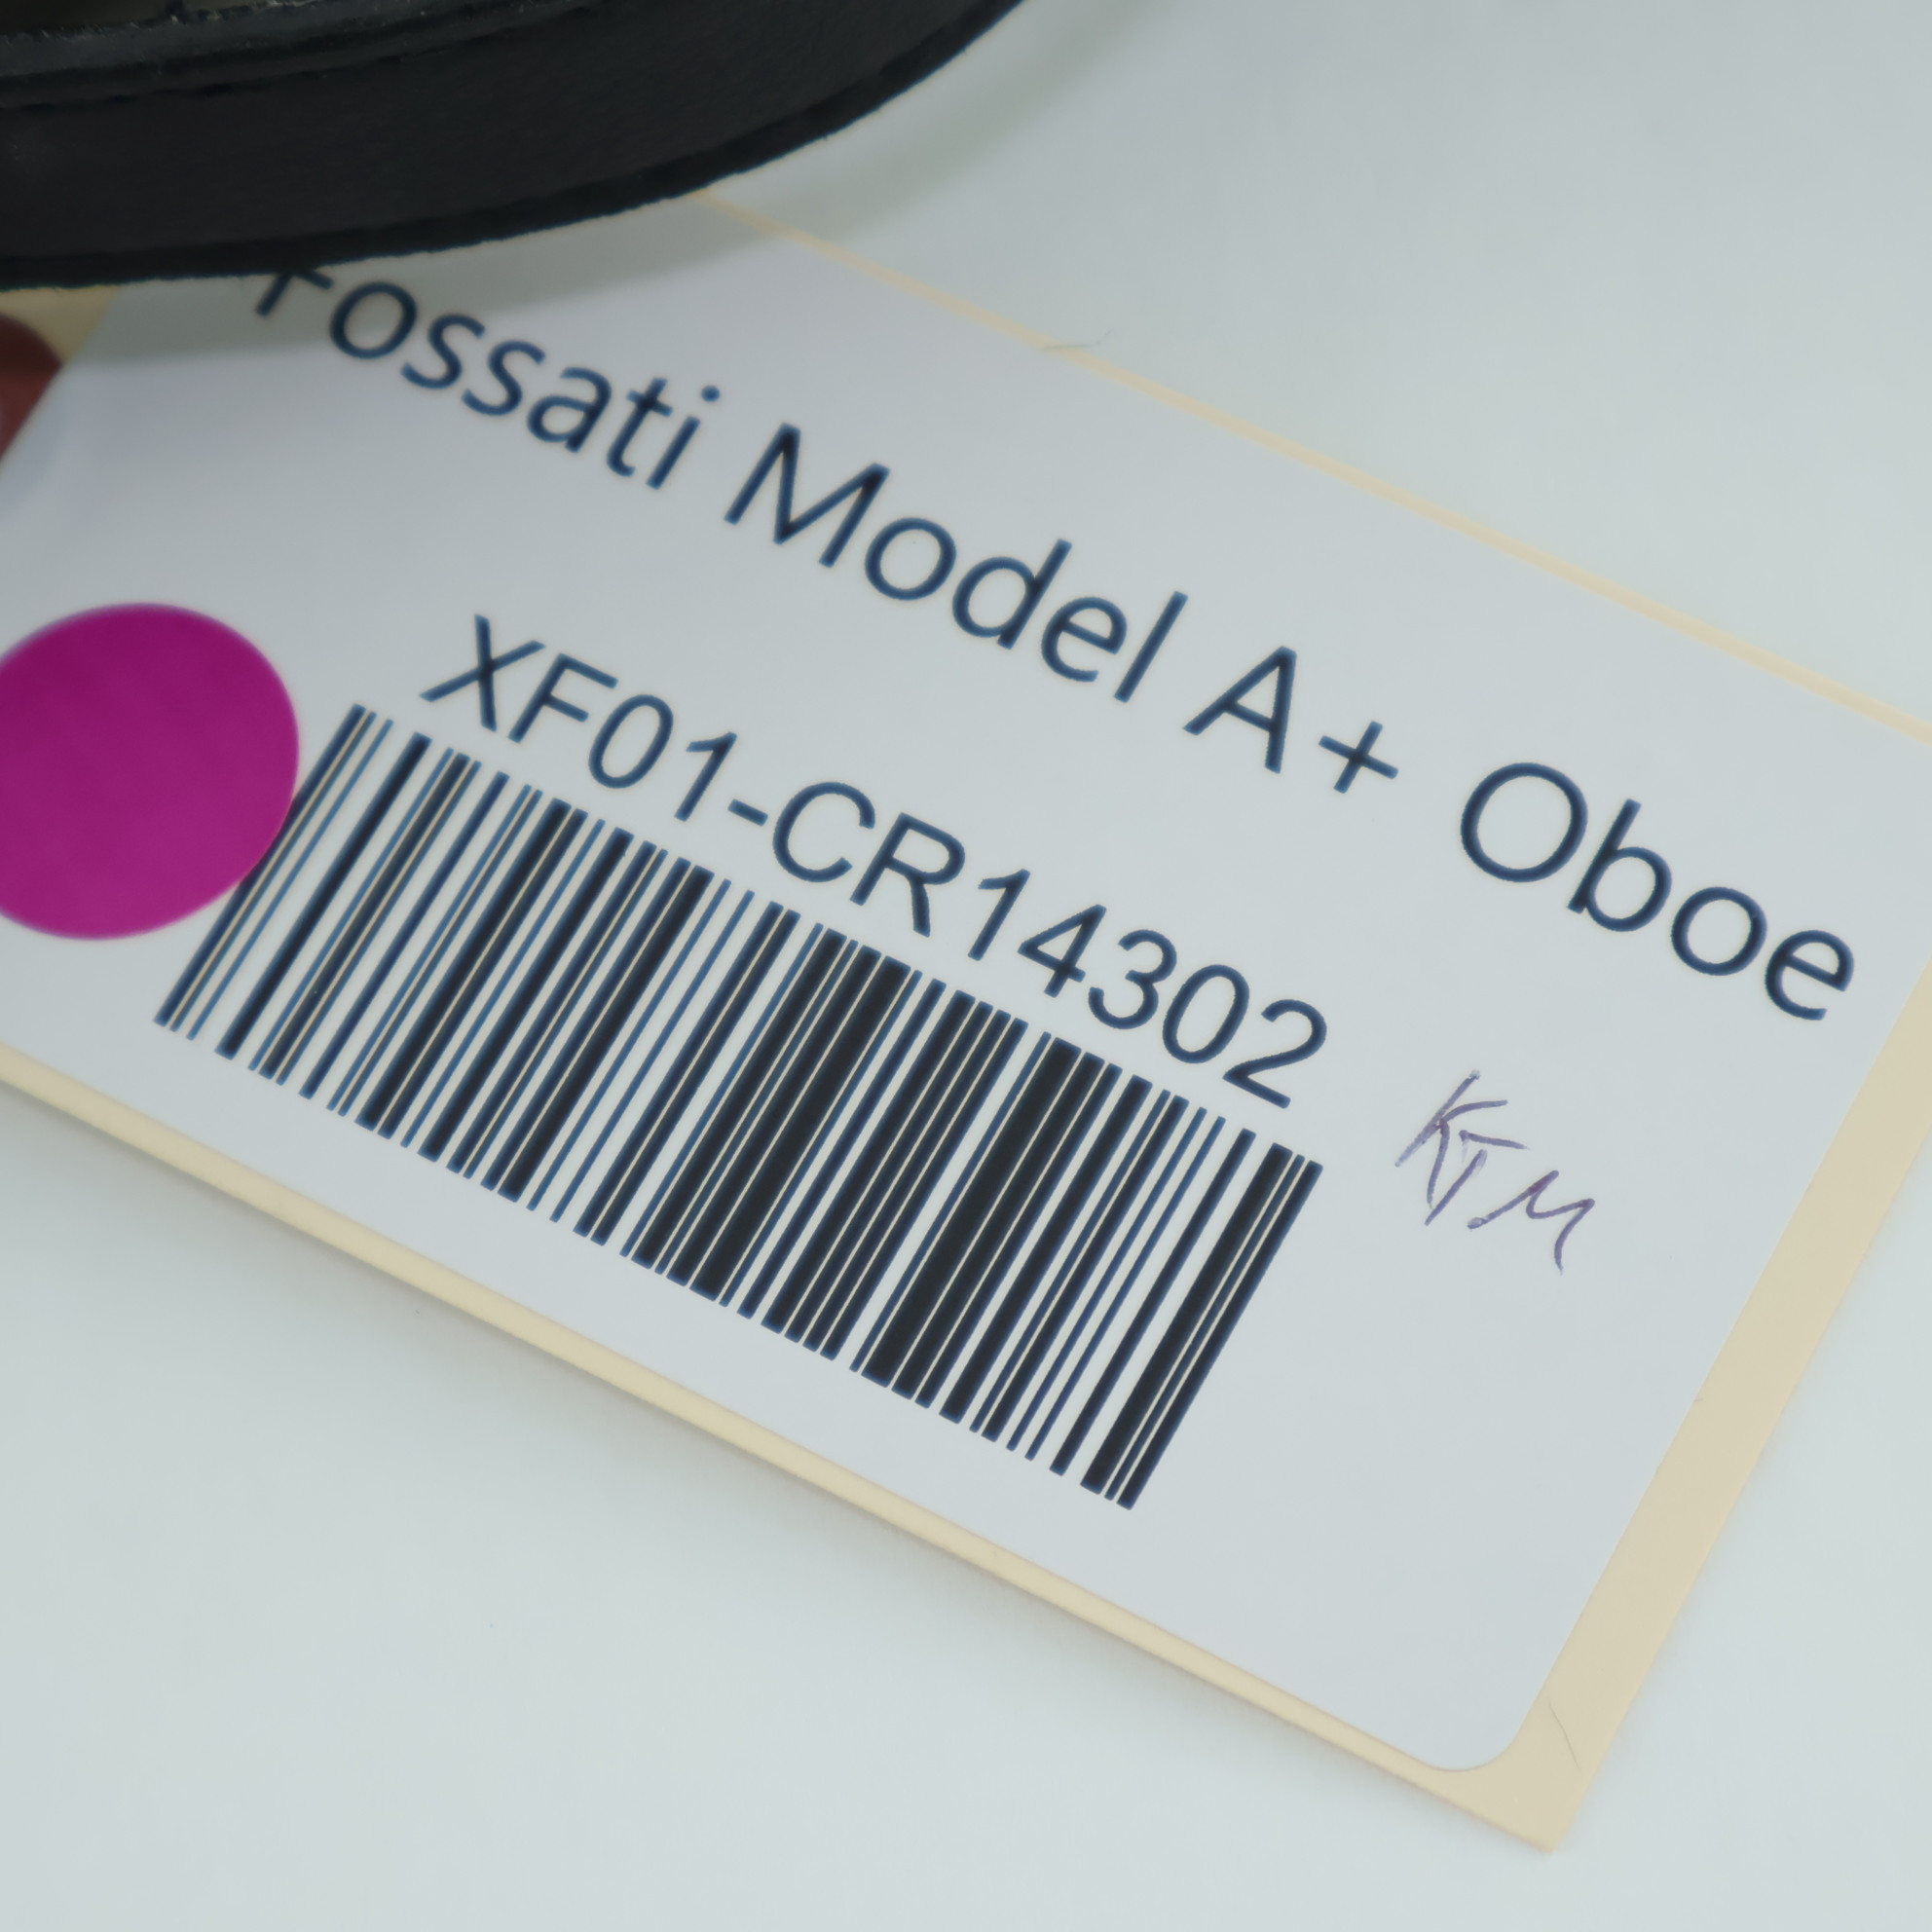 Fossati Model A+ Oboe
XF01-CR14302
KTM